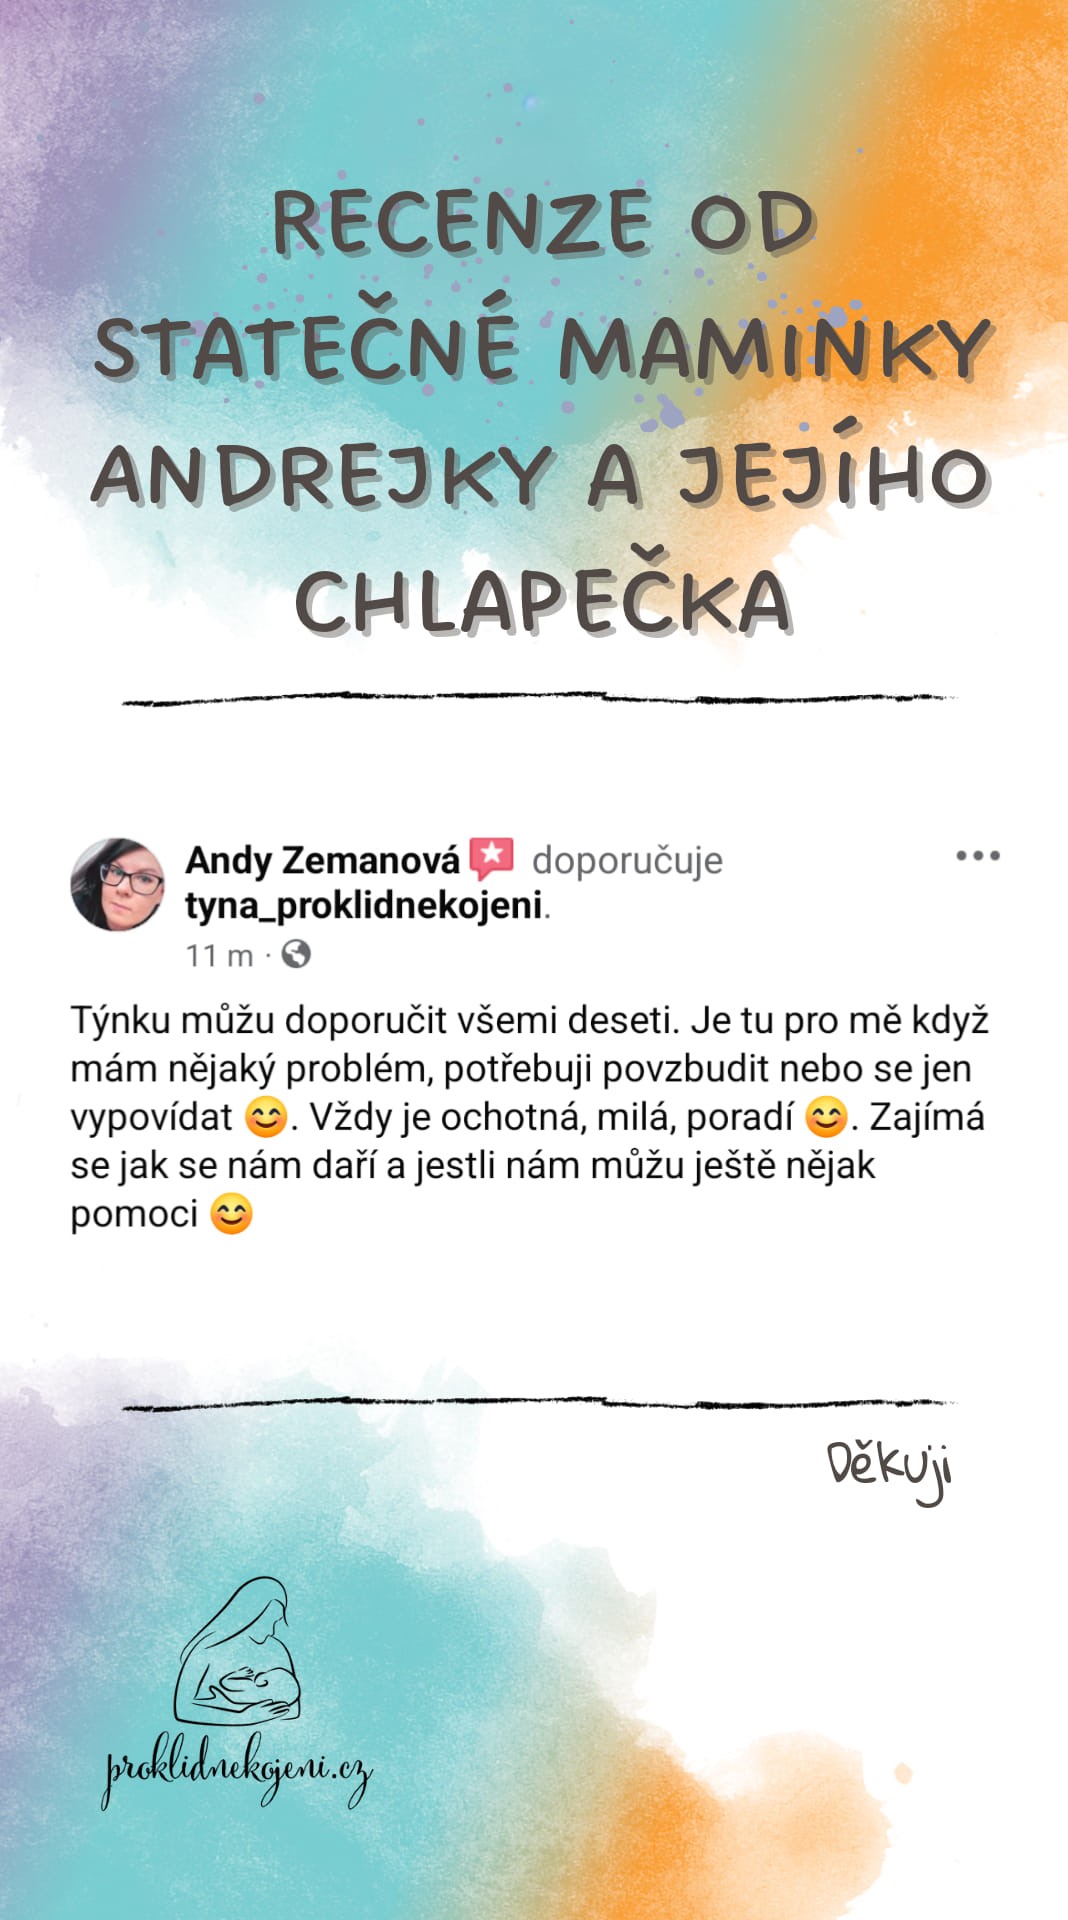 RECENZE OD
STATEČNÉ MAMINKY
ANDREJKY A JEJÍHO
CHLAPEČKA
Andy Zemanová doporučuje
tyna_proklidnekojeni.
11 m ·
Týnku můžu doporučit všemi deseti. Je tu pro mě když
mám nějaký problém, potřebuji povzbudit nebo se jen
vypovídat 😊. Vždy je ochotná, milá, poradí 😊. Zajímá
se jak se nám daří a jestli nám můžu ještě nějak
pomoci 😊
Děkuji
proklidnekojeni.cz